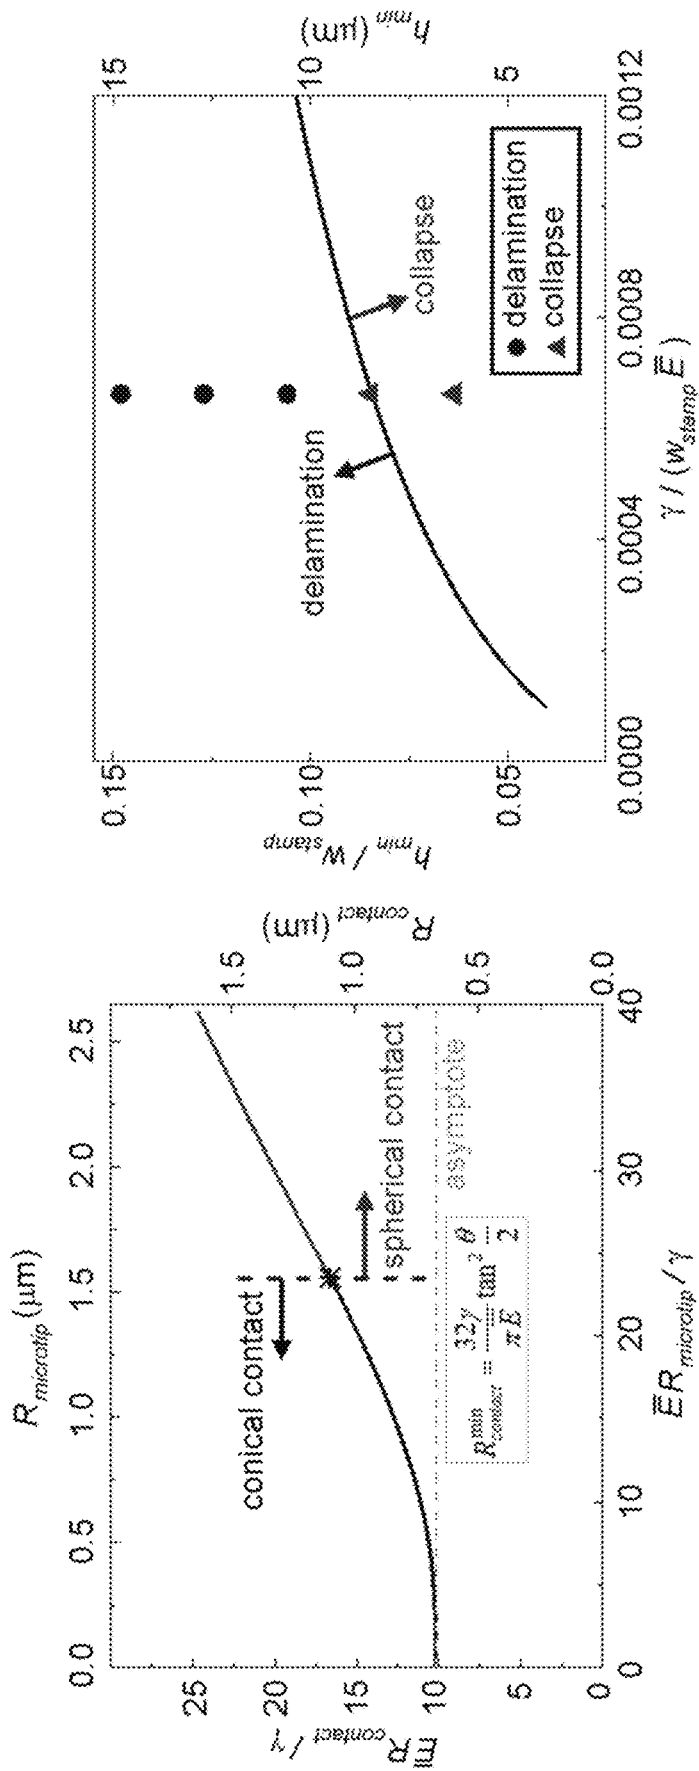 R_microtip (μm)
0.0 0.5 1.0 1.5 2.0 2.5
ĒR_contact / γ
25
20
15
10
5
0
R_contact (μm)
1.5
1.0
0.5
0.0
conical contact
spherical contact
asymptote
R_contact^min = 32γ / πĒ tan² θ / 2
0 10 20 30 40
ĒR_microtip / γ
h_min / w_stamp
0.15
0.10
0.05
h_min (μm)
15
10
5
delamination
collapse
delamination
collapse
0.0000 0.0004 0.0008 0.0012
γ / (w_stamp Ē)